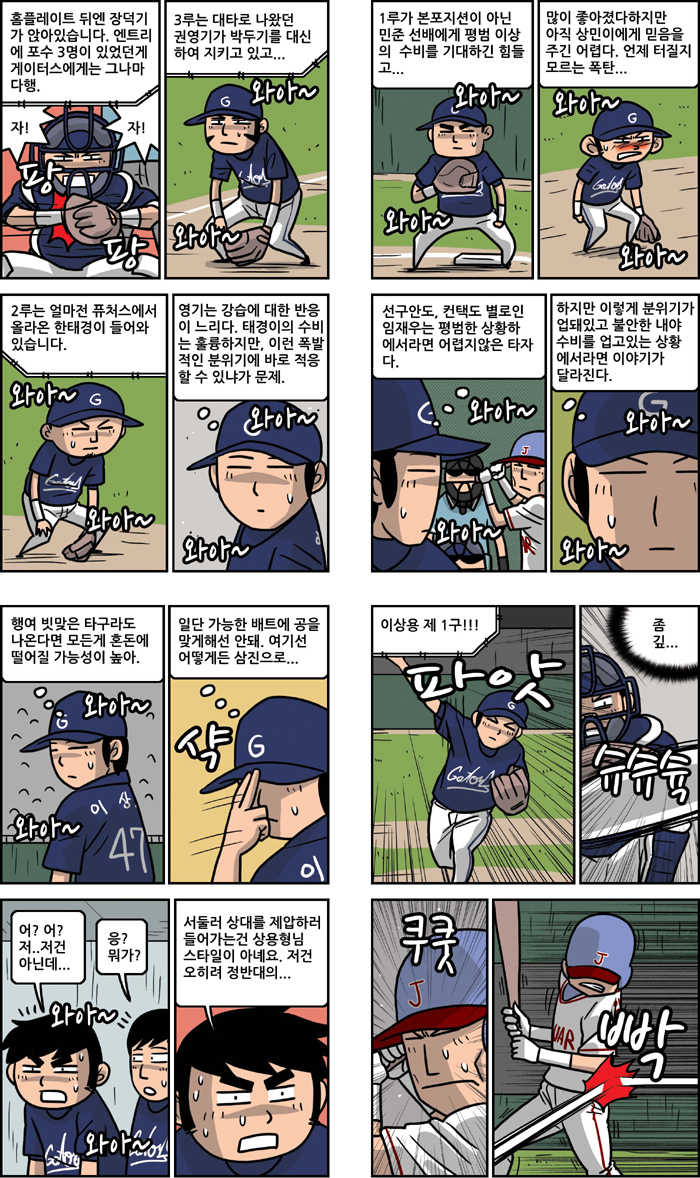 홈플레이트 뒤엔 장덕기
가 앉아있습니다. 엔트리
에 포수 3명이 있었던게
게이터스에게는 그나마
다행.
자!
자!
팡
팡
3루는 대타로 나왔던
권영기가 박두기를 대신
하여 지키고 있고...
G
와아~
Gators
와아~
2루는 얼마전 퓨처스에서
올라온 한태경이 들어와
있습니다.
와아~
G
Gators
와아~
영기는 강습에 대한 반응
이 느리다. 태경이의 수비
는 훌륭하지만, 이런 폭발
적인 분위기에 바로 적응
할 수 있냐가 문제.
와아~
와아~
1루가 본포지션이 아닌
민준 선배에게 평범 이상
의 수비를 기대하긴 힘들
고...
와아~
와아~
많이 좋아졌다하지만
아직 상민이에게 믿음을
주긴 어렵다. 언제 터질지
모르는 폭탄...
와아~
G
Gators
와아~
선구안도, 컨택도 별로인
임재우는 평범한 상황하
에서라면 어렵지않은 타자
다.
G
와아~
J
와아~
하지만 이렇게 분위기가
업돼있고 불안한 내야
수비를 업고있는 상황
에서라면 이야기가
달라진다.
G
와아~
와아~
행여 빗맞은 타구라도
나온다면 모든게 혼돈에
떨어질 가능성이 높아.
와아~
G
이 상
와아~
47
일단 가능한 배트에 공을
맞게해선 안돼. 여기선
어떻게든 삼진으로...
샥
G
이
어? 어?
저..저건
아닌데...
응?
뭐가?
와아~
와아~
Gators
서둘러 상대를 제압하러
들어가는건 상용형님
스타일이 아녜요. 저건
오히려 정반대의...
이상용 제 1구!!!
파앗
G
Gators
좀
깊...
슈슈슉
쿠쿳
J
J
UAR
빡